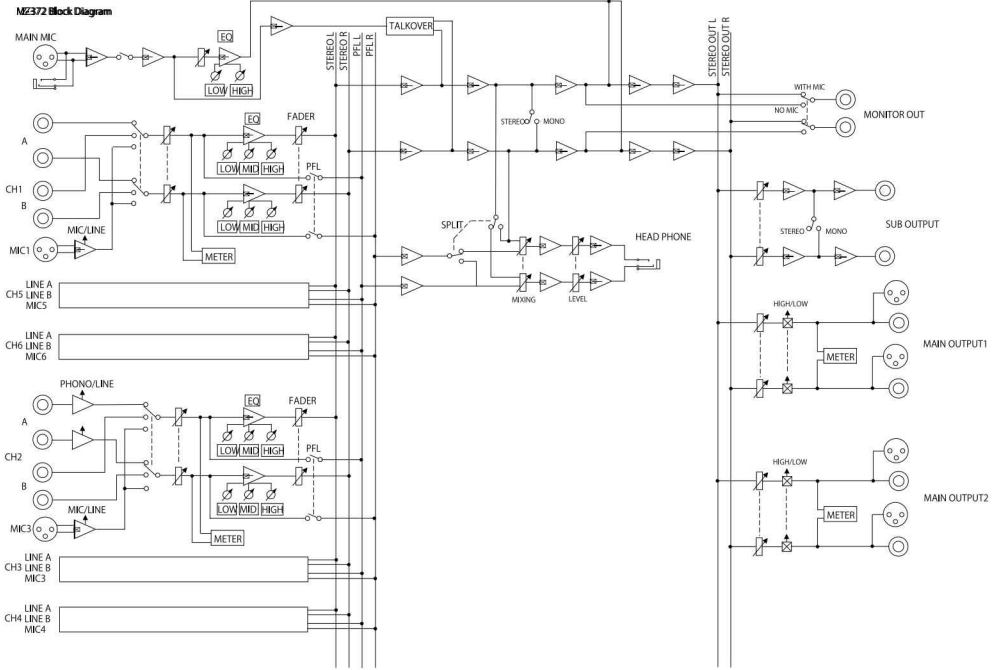 MZ372 Block Diagram
MAIN MIC
EQ
LOW HIGH
TALKOVER
STEREO L
STEREO R
PFL L
PFL R
STEREO OUT L
STEREO OUT R
WITH MIC
NO MIC
MONITOR OUT
STEREO MONO
A
CH1
B
MIC1
MIC/LINE
EQ
LOW MID HIGH
FADER
PFL
LOW MID HIGH
METER
SPLIT
MIXING
LEVEL
HEAD PHONE
STEREO MONO
SUB OUTPUT
LINE A
CH5 LINE B
MIC5
LINE A
CH6 LINE B
MIC6
HIGH/LOW
METER
MAIN OUTPUT1
PHONO/LINE
A
CH2
B
MIC3
MIC/LINE
EQ
LOW MID HIGH
FADER
PFL
LOW MID HIGH
METER
HIGH/LOW
METER
MAIN OUTPUT2
LINE A
CH3 LINE B
MIC3
LINE A
CH4 LINE B
MIC4